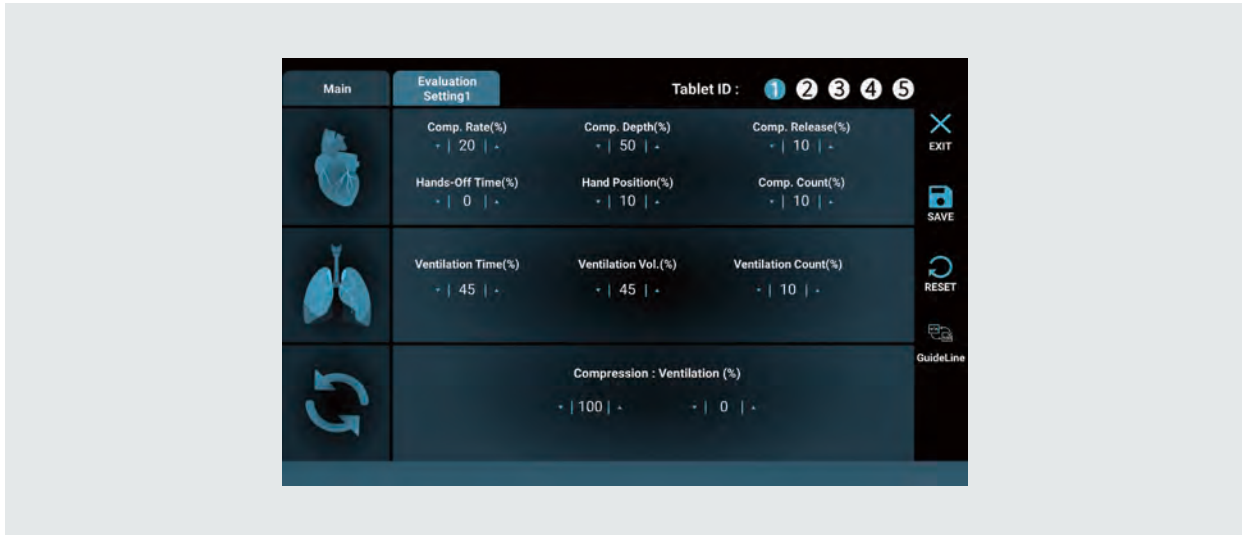 Main
Evaluation
Setting1
Tablet ID : 1 2 3 4 5
Comp. Rate(%) Comp. Depth(%) Comp. Release(%)
20 50 10
Hands-Off Time(%) Hand Position(%) Comp. Count(%)
0 10 10
Ventilation Time(%) Ventilation Vol.(%) Ventilation Count(%)
45 45 10
Compression : Ventilation (%)
100 0
EXIT
SAVE
RESET
GuideLine